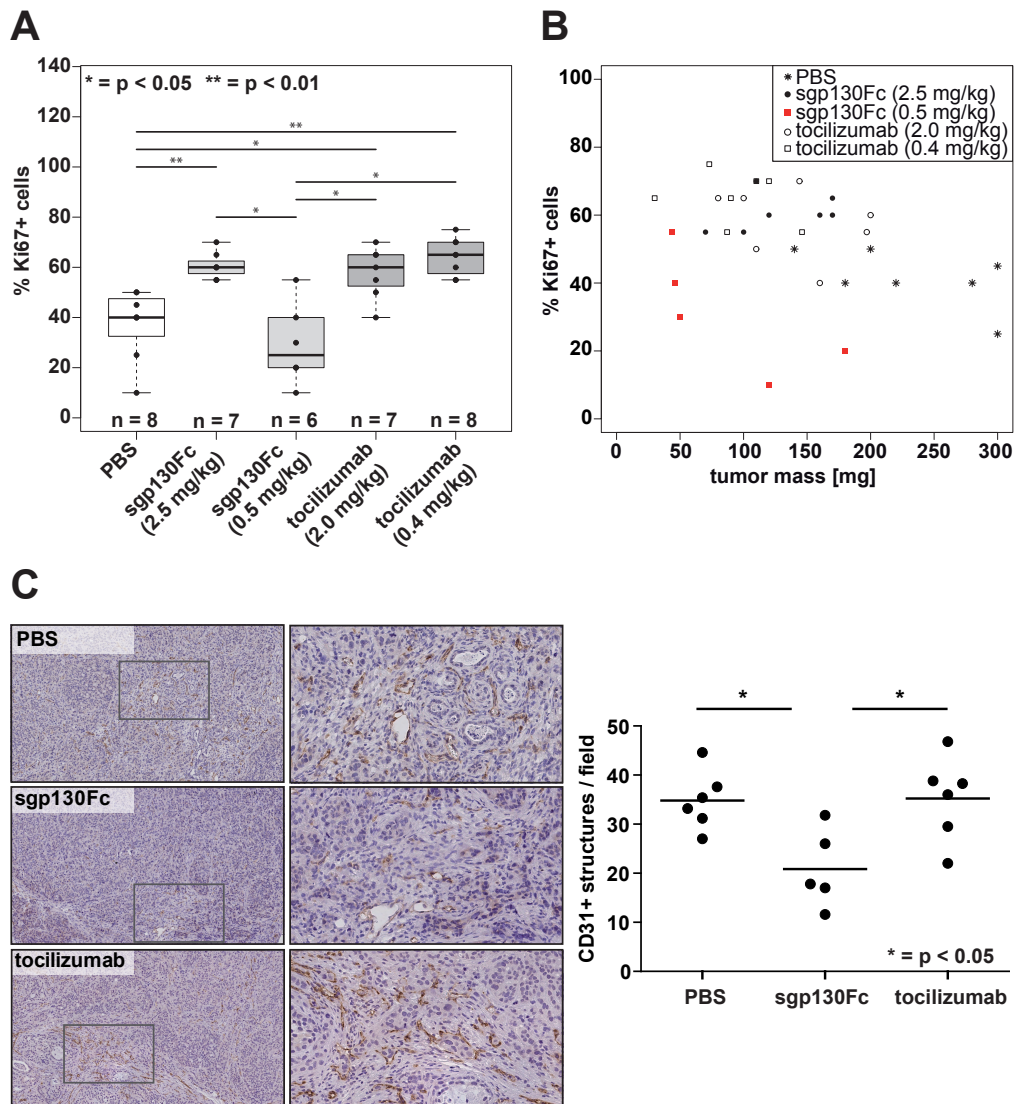 A
140
120
100
80
60
40
20
0
% Ki67+ cells
* = p < 0.05 ** = p < 0.01
**
*
**
*
*
*
n = 8
n = 7
n = 6
n = 7
n = 8
PBS
sgp130Fc
(2.5 mg/kg)
sgp130Fc
(0.5 mg/kg)
tocilizumab
(2.0 mg/kg)
tocilizumab
(0.4 mg/kg)
B
100
80
60
40
20
0
% Ki67+ cells
PBS
sgp130Fc (2.5 mg/kg)
sgp130Fc (0.5 mg/kg)
tocilizumab (2.0 mg/kg)
tocilizumab (0.4 mg/kg)
0 50 100 150 200 250 300
tumor mass [mg]
C
PBS
sgp130Fc
tocilizumab
* *
50
40
30
20
10
0
CD31+ structures / field
* = p < 0.05
PBS sgp130Fc tocilizumab